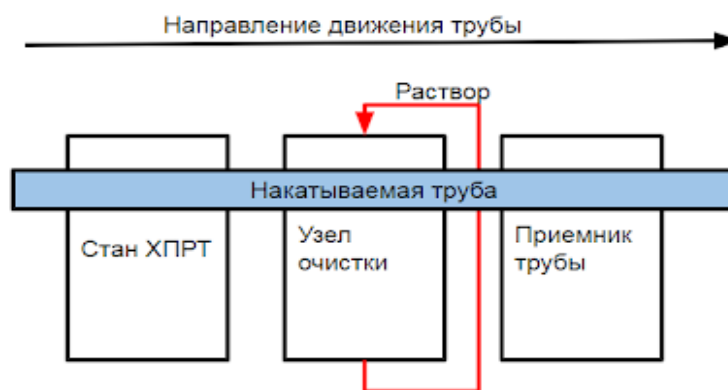 Направление движения трубы
Раствор
Накатываемая труба
Стан ХПРТ
Узел
очистки
Приемник
трубы